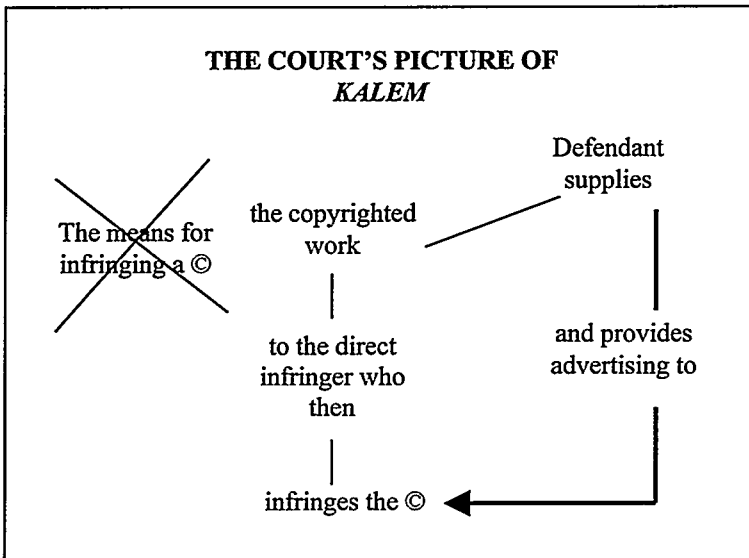 THE COURT'S PICTURE OF
KALEM
Defendant
supplies
the copyrighted
work
The means for
infringing a ©
to the direct
infringer who
then
and provides
advertising to
infringes the ©